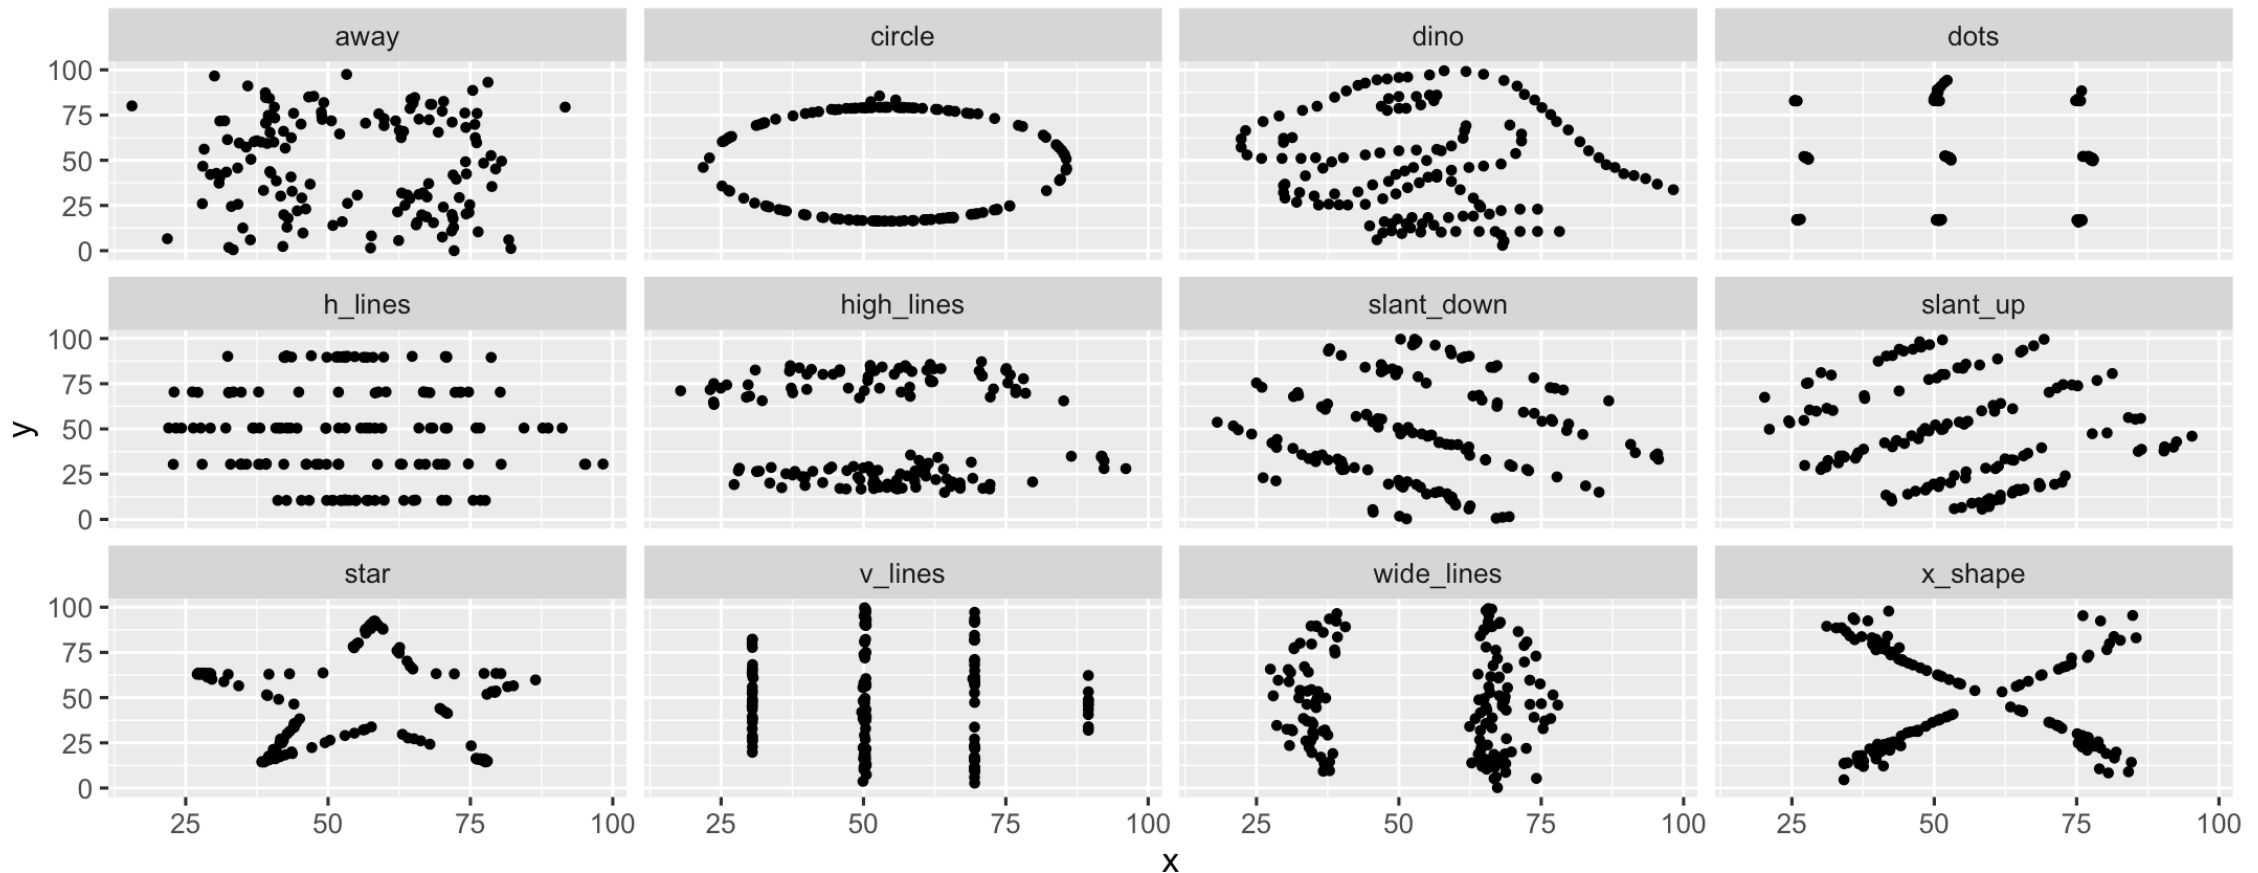 away circle dino dots
100
75
50
25
0
h_lines high_lines slant_down slant_up
100
75
y
50
25
0
star v_lines wide_lines x_shape
100
75
50
25
0
25 50 75 100 25 50 75 100 25 50 75 100 25 50 75 100
x